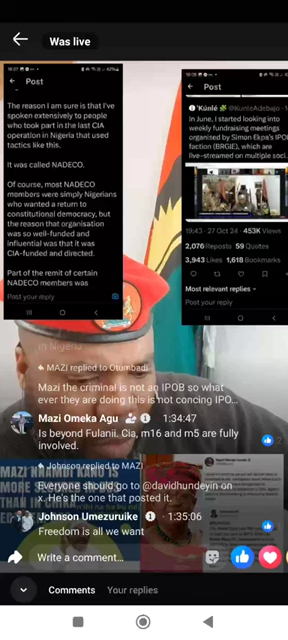 Was live
Post
The reason I am sure is that I've
spoken extensively to people
who took part in the last CIA
operation in Nigeria that used
tactics like this.
It was called NADECO.
Of course, most NADECO
members were simply Nigerians
who wanted a return to
constitutional democracy, but
the reason that organisation
was so well-funded and
influential was that it was
CIA-funded and directed.
Part of the remit of certain
NADECO members was
Post your reply
Post
'Kúnlé
@KunleAdebajo
In June, I started looking into
weekly fundraising meetings
organised by Simon Ekpa's IPOB
faction (BRGIE), which are
live-streamed on multiple soci
19:43 · 27 Oct 24 · 453K Views
2,076 Reposts 59 Quotes
3,943 Likes 1,618 Bookmarks
Most relevant replies
Post your reply
in Nigeria
MAZI replied to Otumbadi
Mazi the criminal is not an IPOB so what
ever they are doing this is not concing IPO...
Mazi Omeka Agu 1:34:47
Is beyond Fulanii. Cia, m16 and m5 are fully
involved.
Johnson replied to MAZI
Everyone should go to @davidhundeyin on
x. He's the one that posted it.
Johnson Umezuruike 1:35:06
Freedom is all we want
MAZI NNAMDI KANU IS
MORE
Write a comment...
Comments Your replies